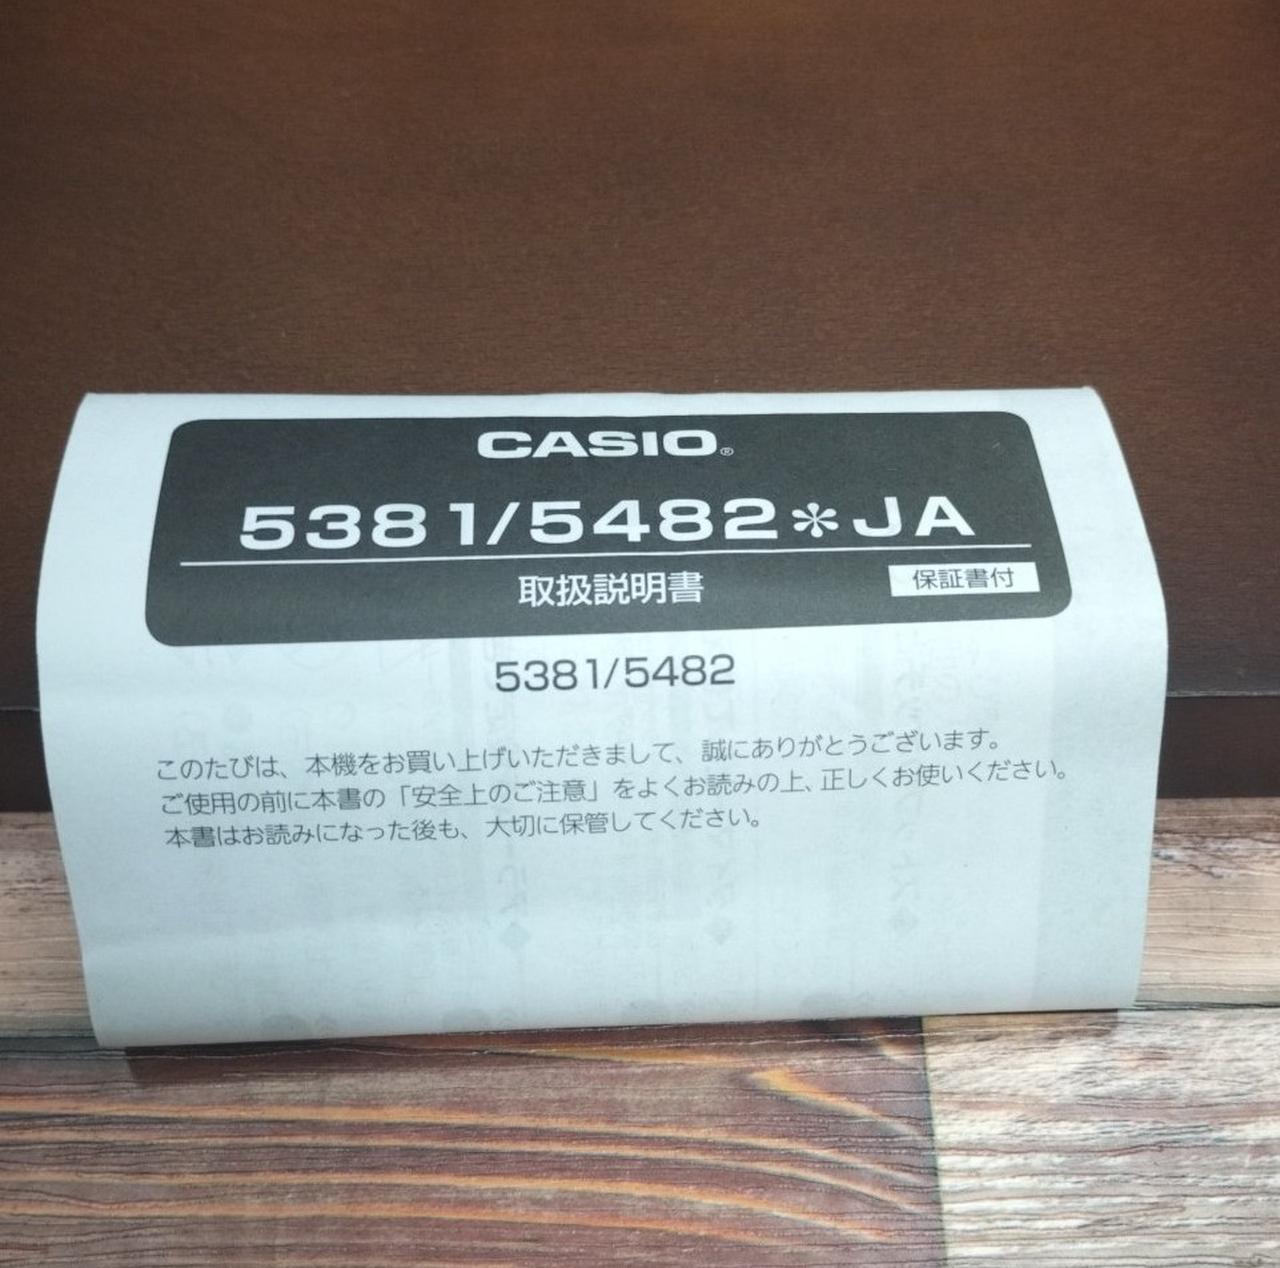 CASIO®
5381/5482✻JA
取扱説明書
保証書付
5381/5482
このたびは、本機をお買い上げいただきまして、誠にありがとうございます。
ご使用の前に本書の「安全上のご注意」をよくお読みの上、正しくお使いください。
本書はお読みになった後も、大切に保管してください。